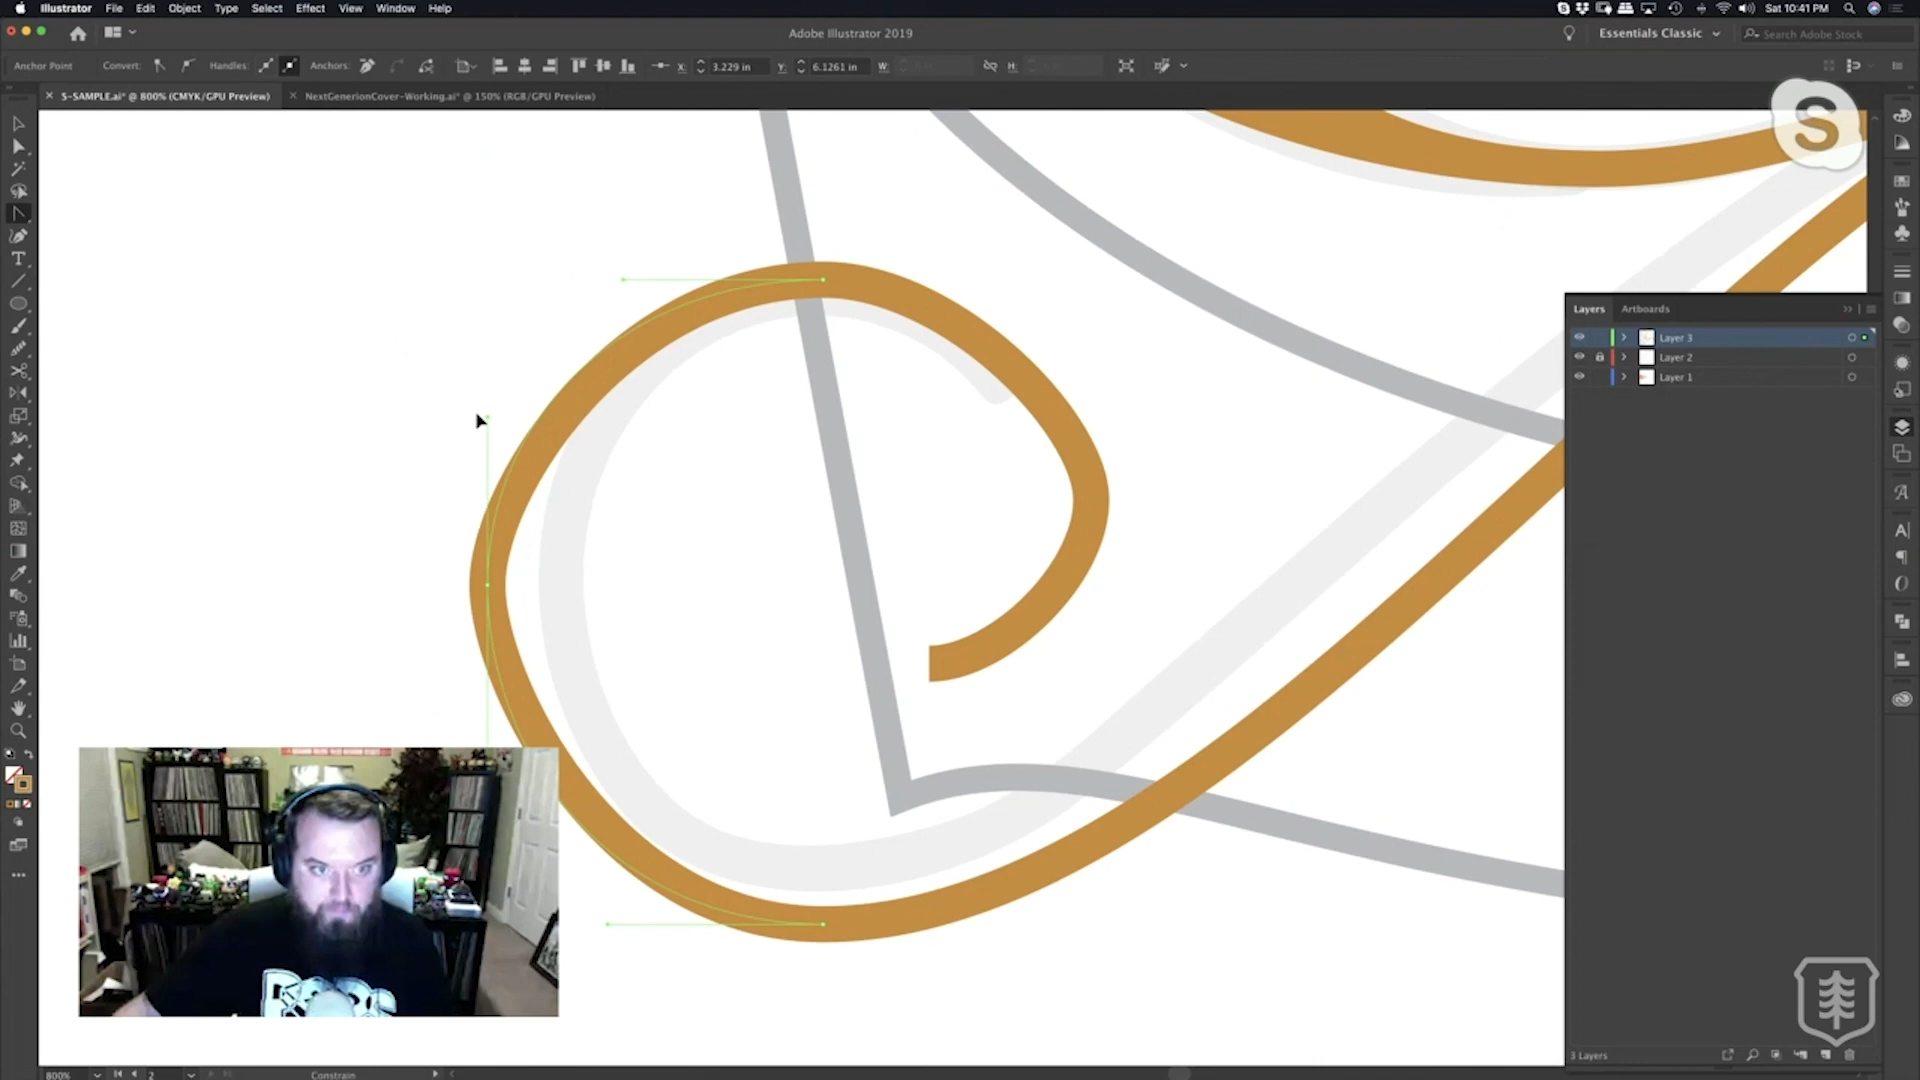 Illustrator File Edit Object Type Select Effect View Window Help
Sat 10:41 PM
Adobe Illustrator 2019
Essentials Classic
Search Adobe Stock
Anchor Point Convert: Handles: Anchors: X: 3.229 in Y: 6.1261 in W: H:
S-SAMPLE.ai* @ 800% (CMYK/GPU Preview)
NextGenerionCover-Working.ai* @ 150% (RGB/GPU Preview)
S
Layers Artboards
Layer 3
Layer 2
Layer 1
3 Layers
800% 2 Constrain